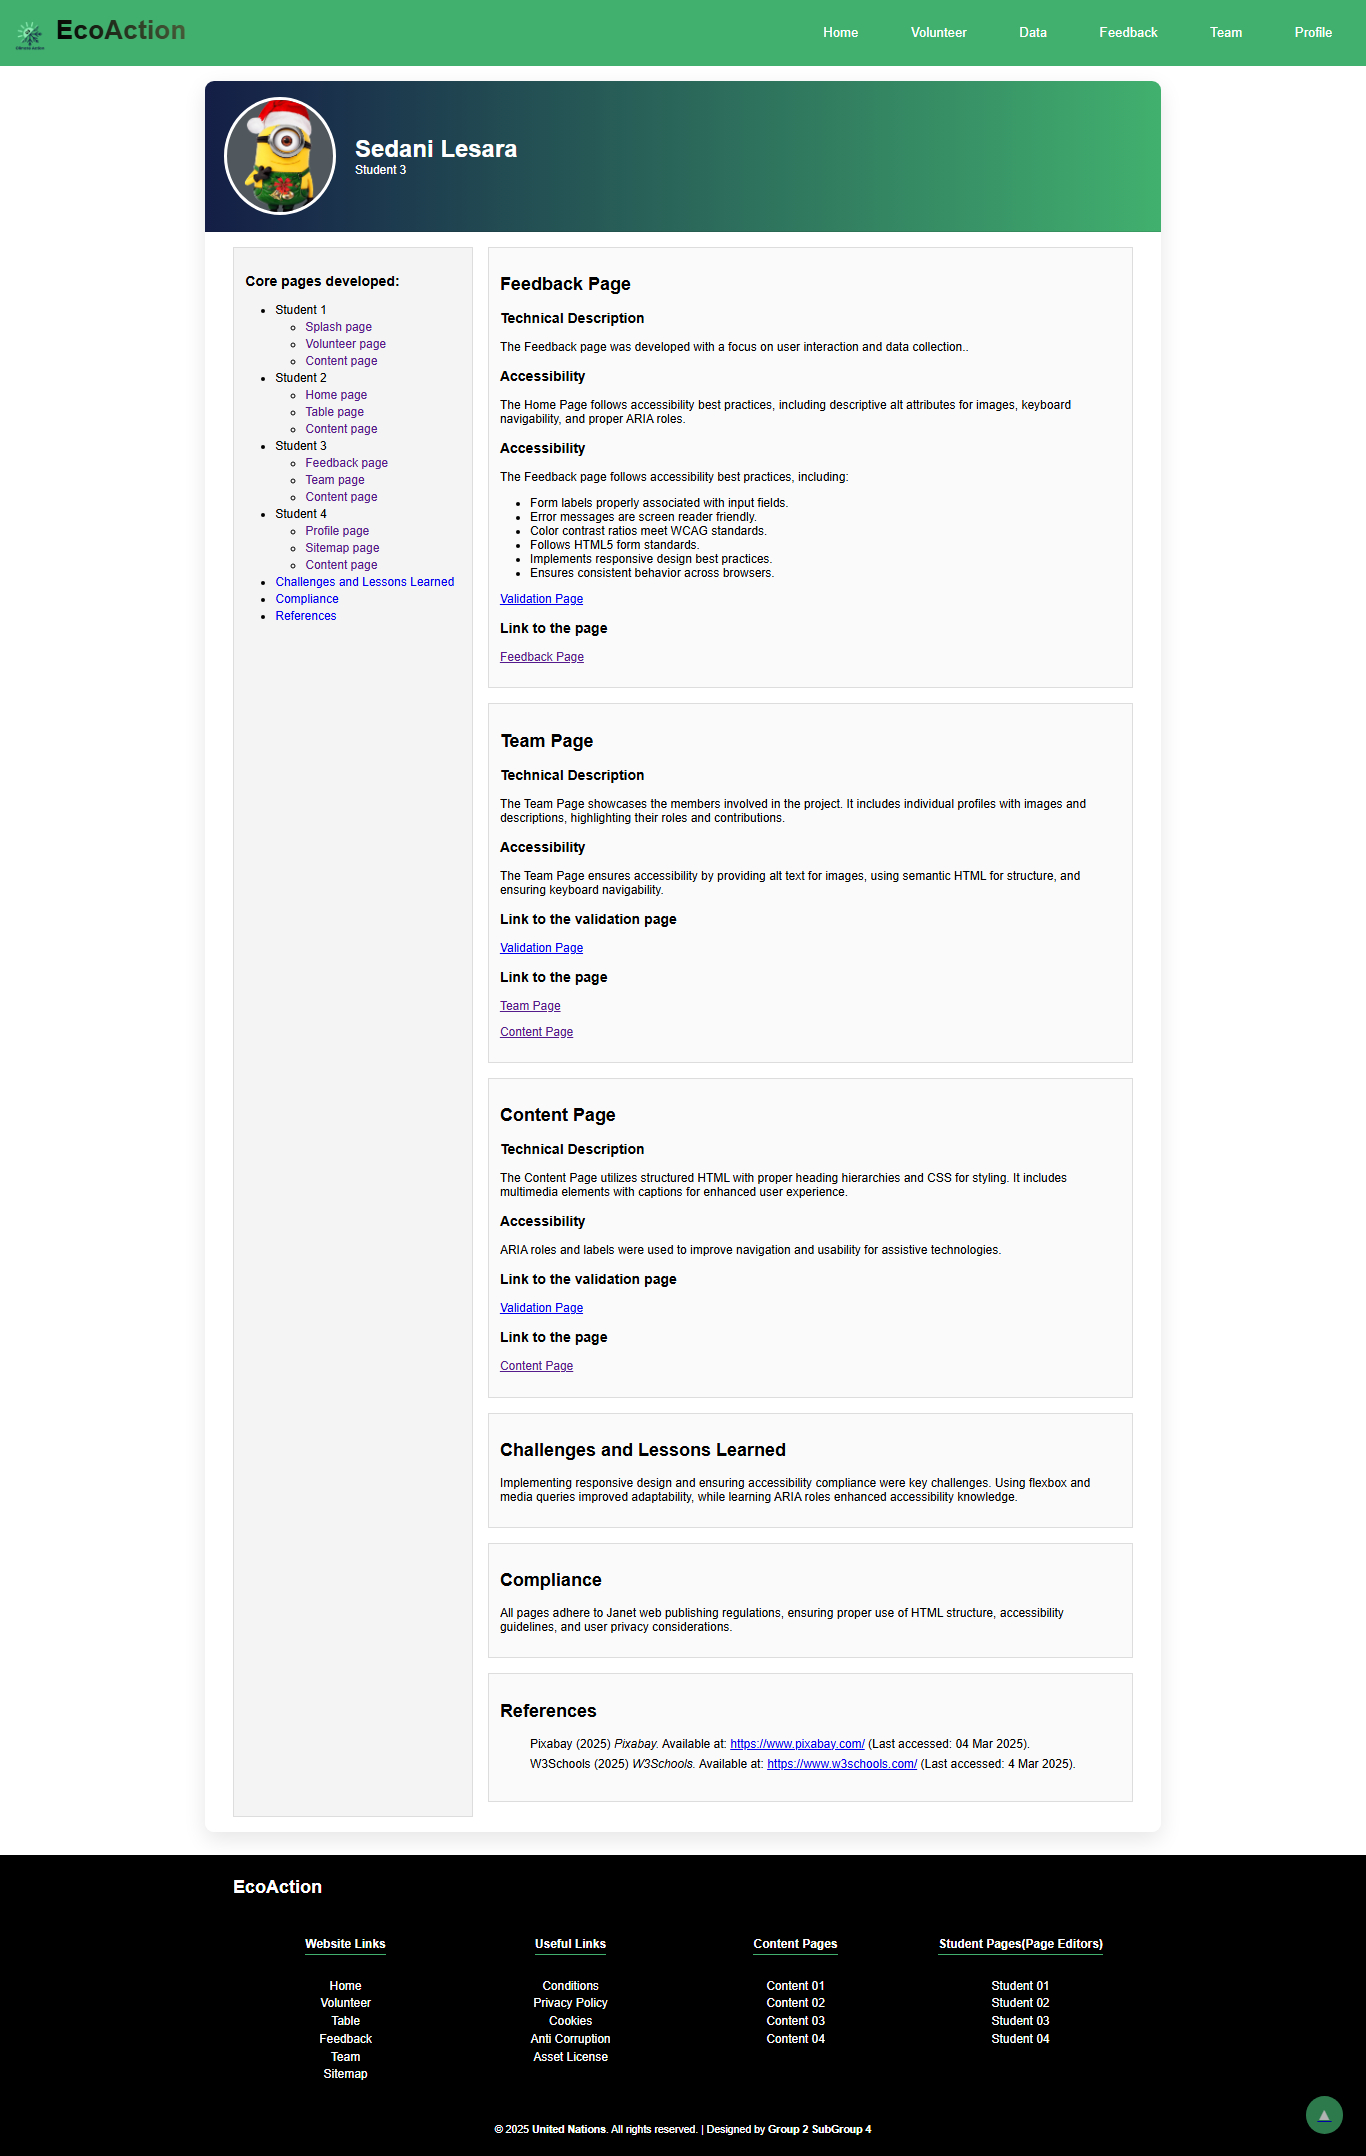 EcoAction
Home Volunteer Data Feedback Team Profile
Sedani Lesara
Student 3
Core pages developed:
Student 1
Splash page
Volunteer page
Content page
Student 2
Home page
Table page
Content page
Student 3
Feedback page
Team page
Content page
Student 4
Profile page
Sitemap page
Content page
Challenges and Lessons Learned
Compliance
References
Feedback Page
Technical Description
The Feedback page was developed with a focus on user interaction and data collection..
Accessibility
The Home Page follows accessibility best practices, including descriptive alt attributes for images, keyboard
navigability, and proper ARIA roles.
Accessibility
The Feedback page follows accessibility best practices, including:
Form labels properly associated with input fields.
Error messages are screen reader friendly.
Color contrast ratios meet WCAG standards.
Follows HTML5 form standards.
Implements responsive design best practices.
Ensures consistent behavior across browsers.
Validation Page
Link to the page
Feedback Page
Team Page
Technical Description
The Team Page showcases the members involved in the project. It includes individual profiles with images and
descriptions, highlighting their roles and contributions.
Accessibility
The Team Page ensures accessibility by providing alt text for images, using semantic HTML for structure, and
ensuring keyboard navigability.
Link to the validation page
Validation Page
Link to the page
Team Page
Content Page
Content Page
Technical Description
The Content Page utilizes structured HTML with proper heading hierarchies and CSS for styling. It includes
multimedia elements with captions for enhanced user experience.
Accessibility
ARIA roles and labels were used to improve navigation and usability for assistive technologies.
Link to the validation page
Validation Page
Link to the page
Content Page
Challenges and Lessons Learned
Implementing responsive design and ensuring accessibility compliance were key challenges. Using flexbox and
media queries improved adaptability, while learning ARIA roles enhanced accessibility knowledge.
Compliance
All pages adhere to Janet web publishing regulations, ensuring proper use of HTML structure, accessibility
guidelines, and user privacy considerations.
References
Pixabay (2025) Pixabay. Available at: https://www.pixabay.com/ (Last accessed: 04 Mar 2025).
W3Schools (2025) W3Schools. Available at: https://www.w3schools.com/ (Last accessed: 4 Mar 2025).
EcoAction
Website Links
Home
Volunteer
Table
Feedback
Team
Sitemap
Useful Links
Conditions
Privacy Policy
Cookies
Anti Corruption
Asset License
Content Pages
Content 01
Content 02
Content 03
Content 04
Student Pages(Page Editors)
Student 01
Student 02
Student 03
Student 04
© 2025 United Nations. All rights reserved. | Designed by Group 2 SubGroup 4